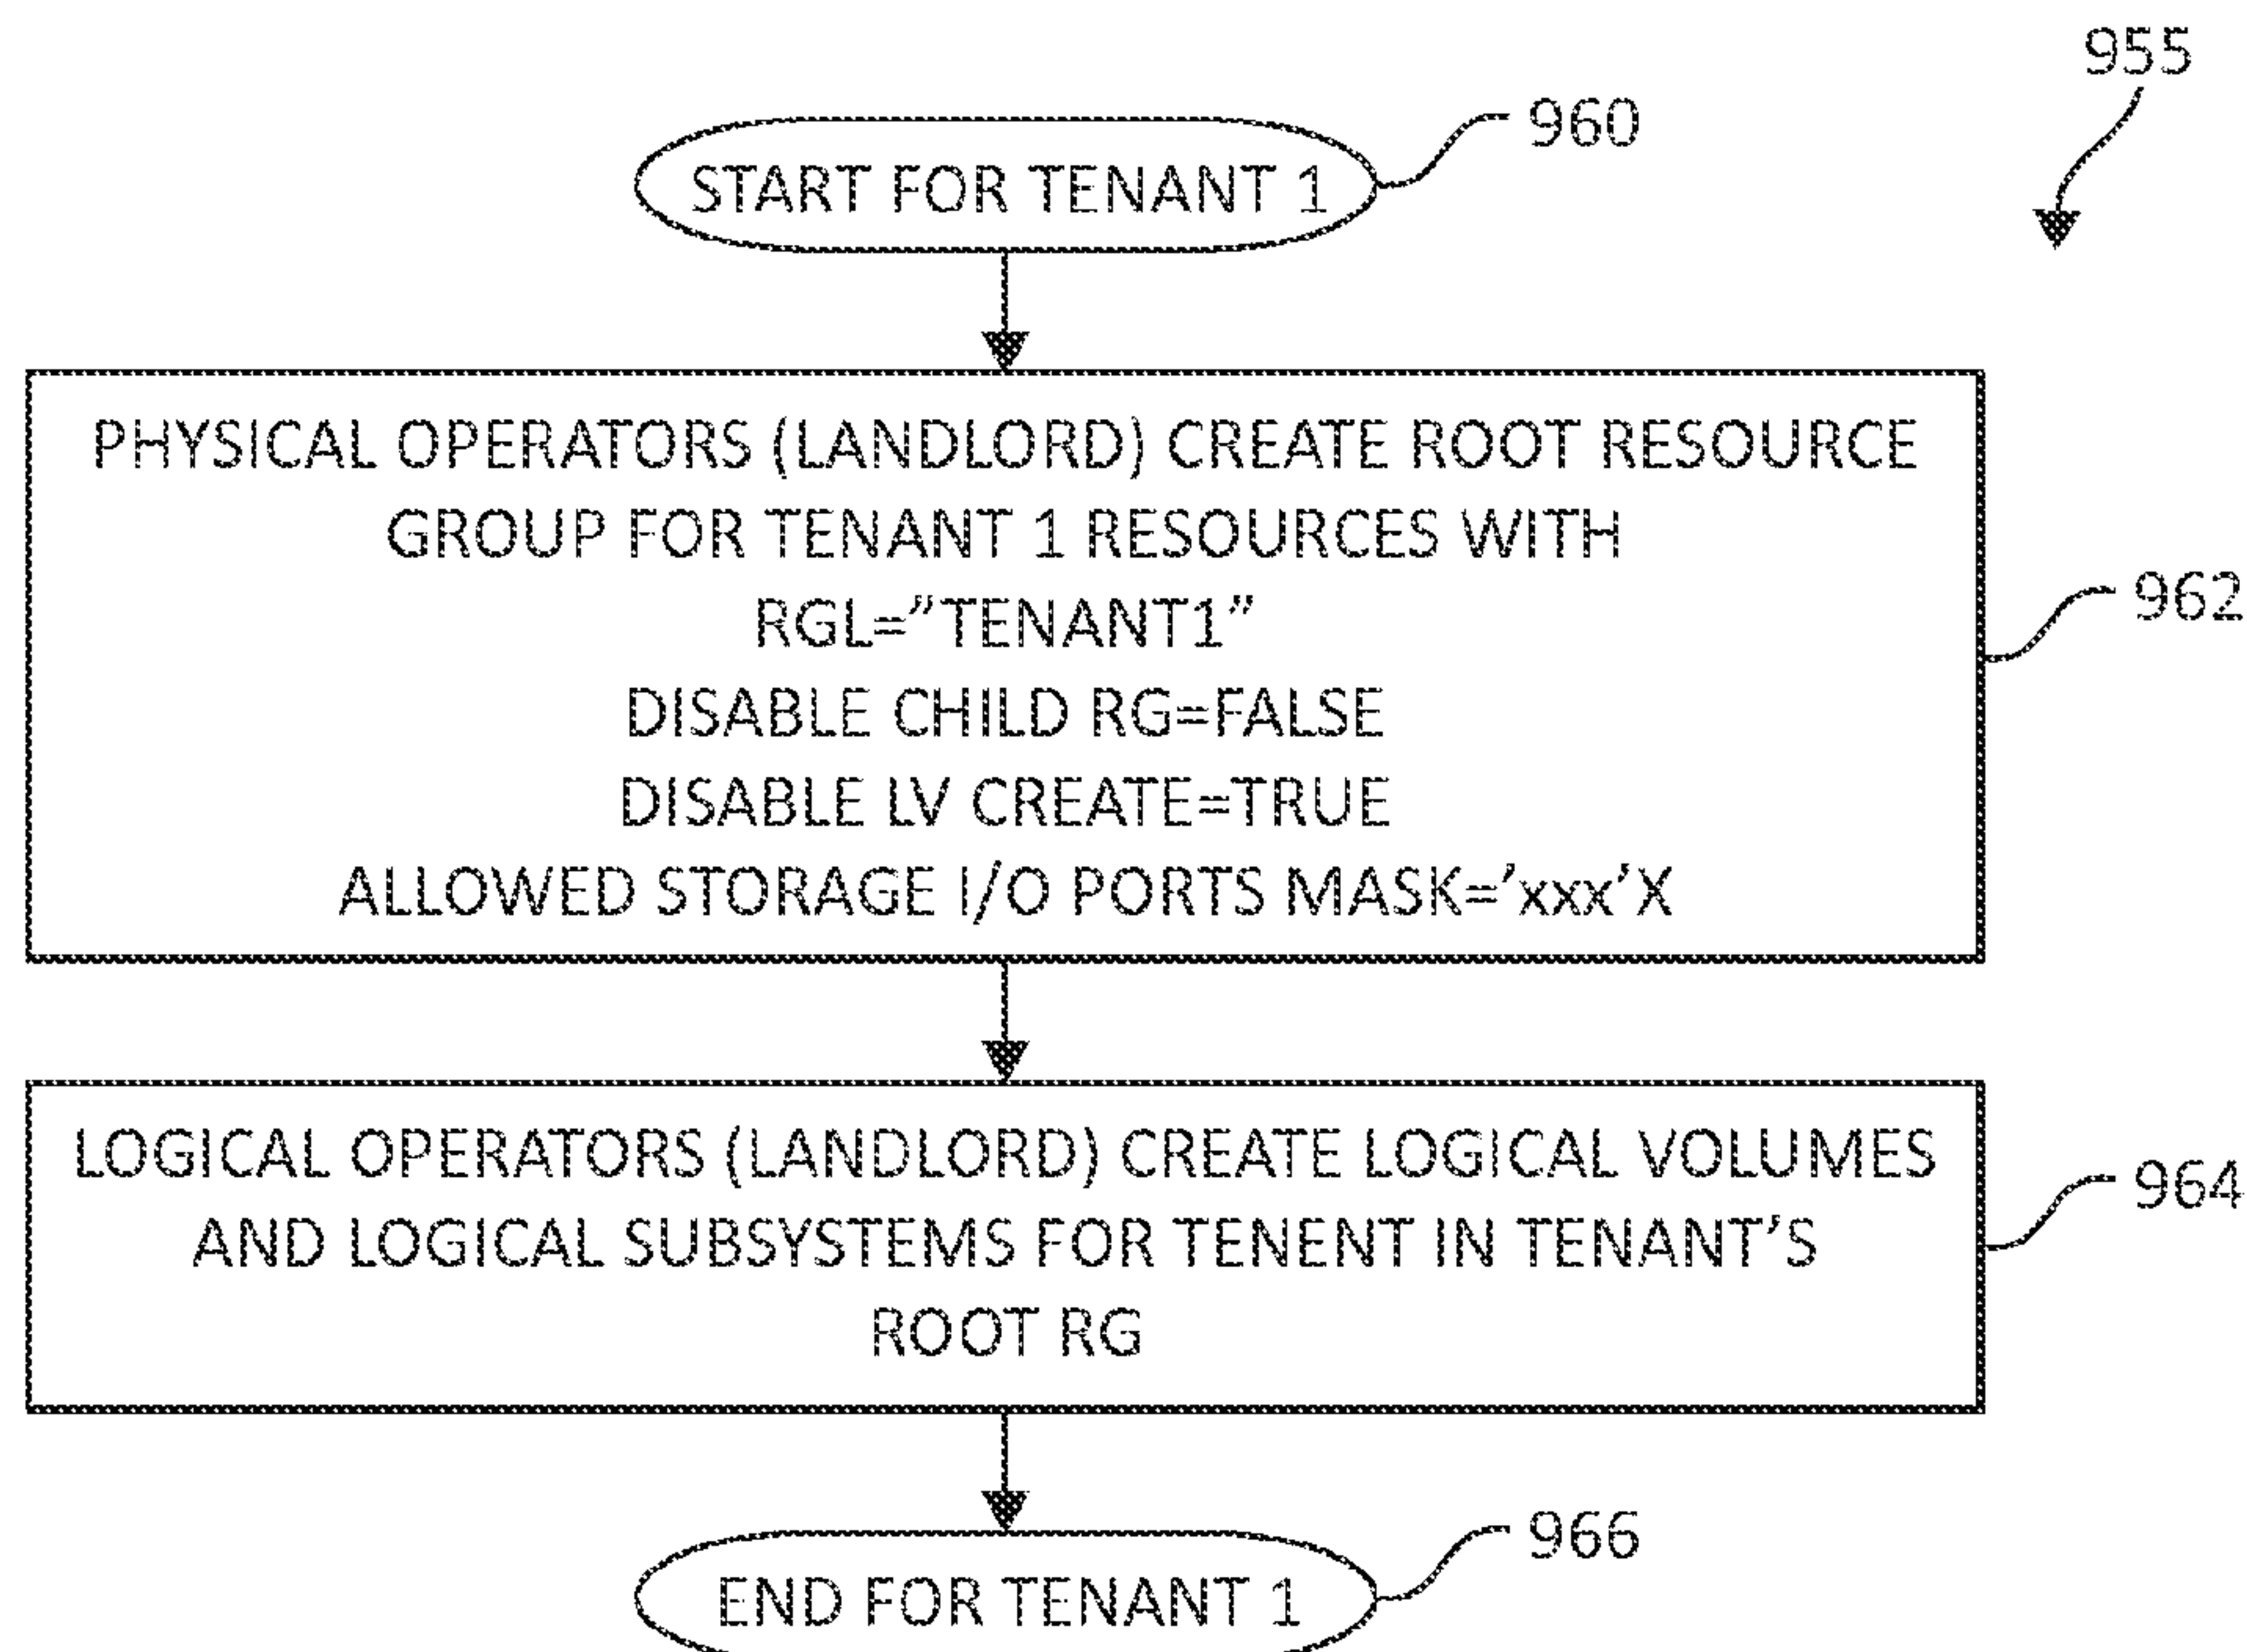 955
960
START FOR TENANT 1
PHYSICAL OPERATORS (LANDLORD) CREATE ROOT RESOURCE
GROUP FOR TENANT 1 RESOURCES WITH
RGL=”TENANT1”
DISABLE CHILD RG=FALSE
DISABLE LV CREATE=TRUE
ALLOWED STORAGE I/O PORTS MASK=’xxx’X
962
LOGICAL OPERATORS (LANDLORD) CREATE LOGICAL VOLUMES
AND LOGICAL SUBSYSTEMS FOR TENENT IN TENANT’S
ROOT RG
964
966
END FOR TENANT 1